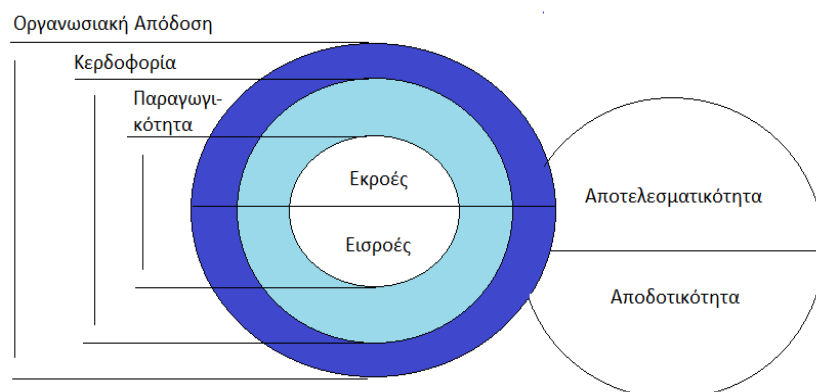 Οργανωσιακή Απόδοση
Κερδοφορία
Παραγωγι-
κότητα
Εκροές
Εισροές
Αποτελεσματικότητα
Αποδοτικότητα